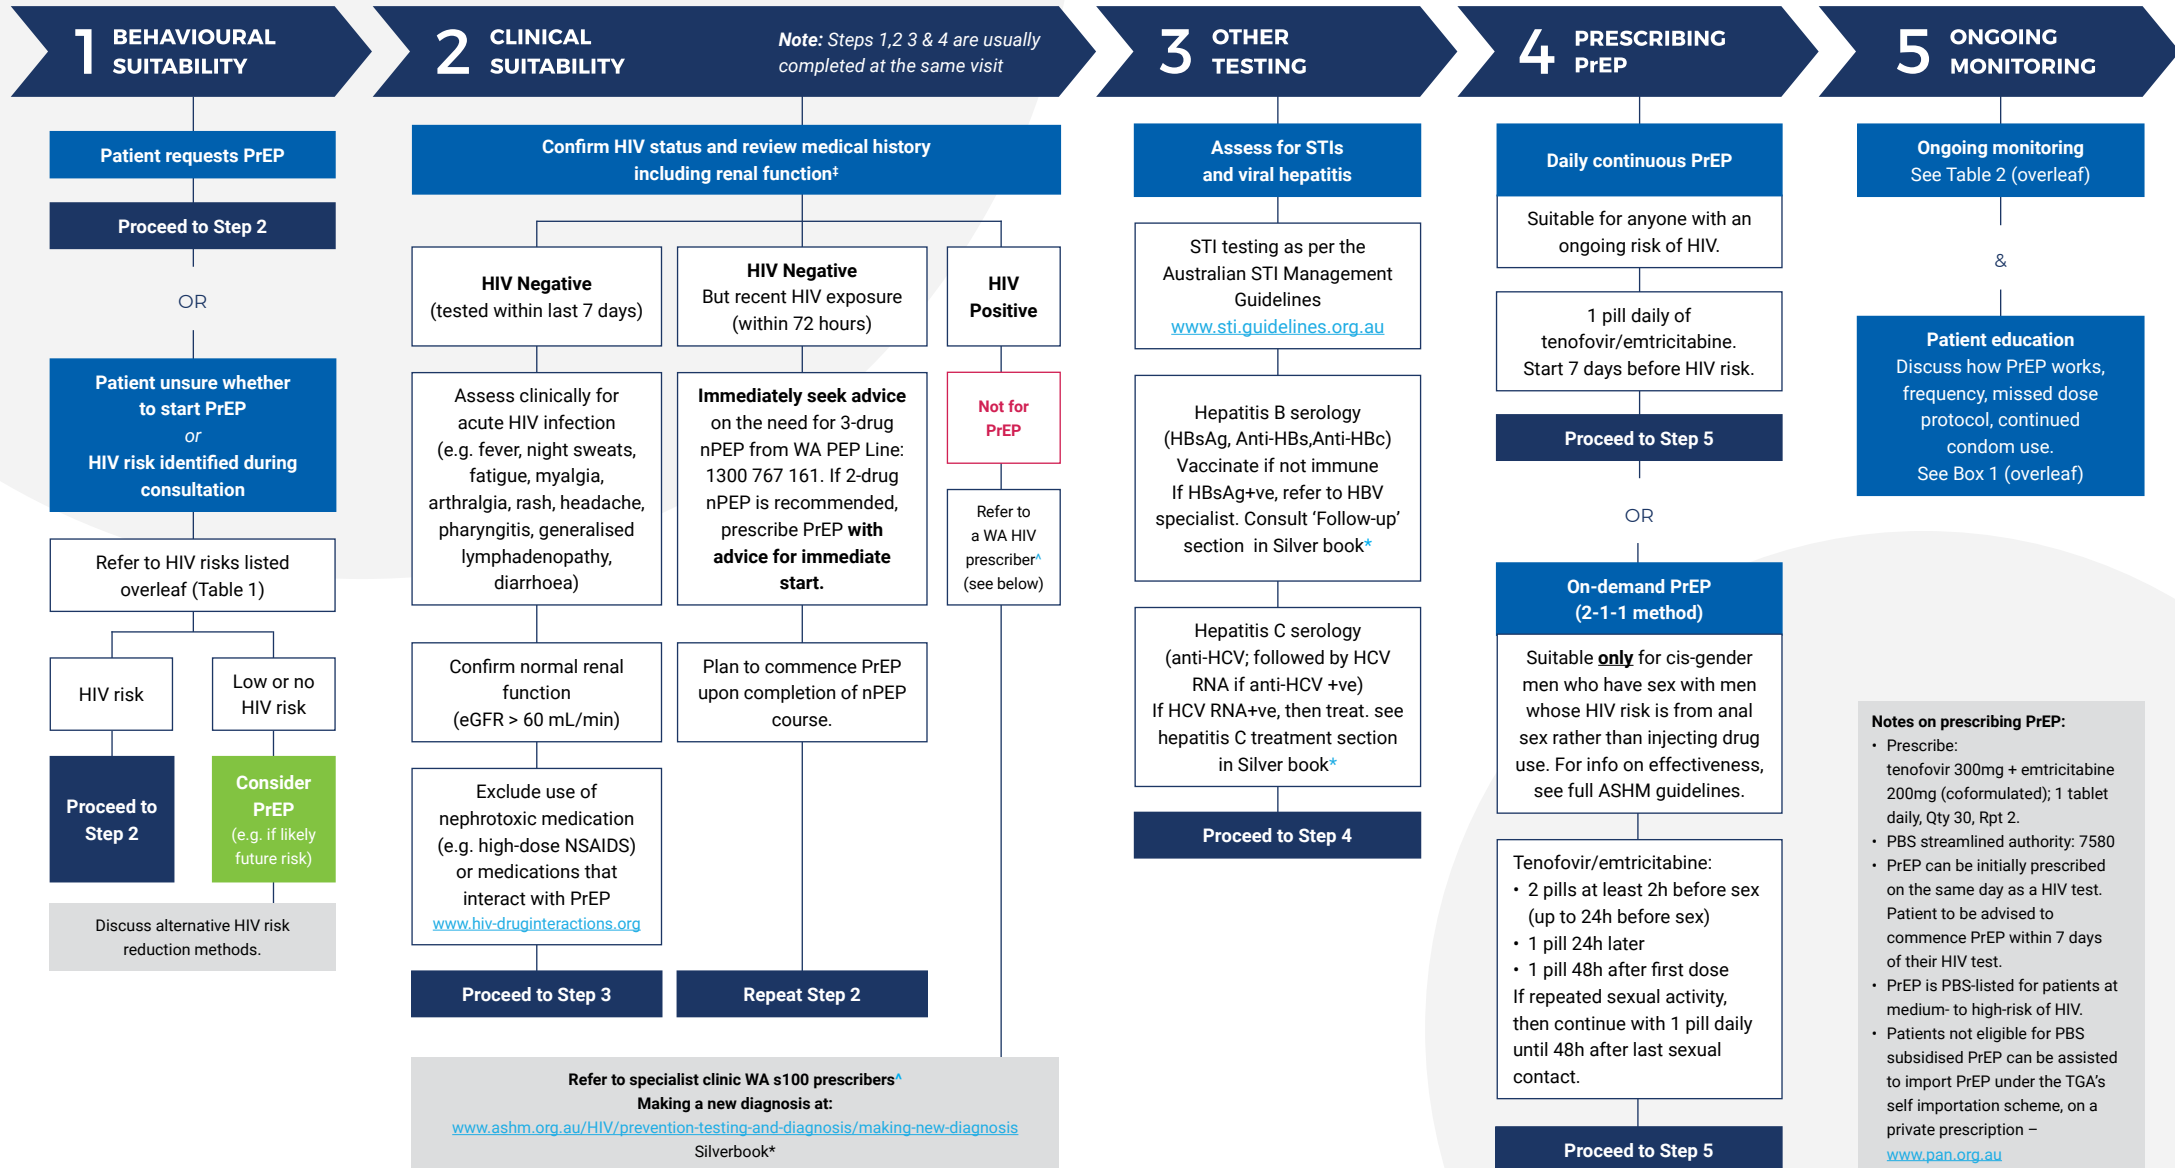 1 BEHAVIOURAL
SUITABILITY
Patient requests PrEP
Proceed to Step 2
OR
Patient unsure whether
to start PrEP
or
HIV risk identified during
consultation
Refer to HIV risks listed
overleaf (Table 1)
HIV risk
Low or no
HIV risk
Proceed to
Step 2
Consider
PrEP
(e.g. if likely
future risk)
Discuss alternative HIV risk
reduction methods.
2 CLINICAL
SUITABILITY
Note: Steps 1,2 3 & 4 are usually
completed at the same visit
Confirm HIV status and review medical history
including renal function‡
HIV Negative
(tested within last 7 days)
Assess clinically for
acute HIV infection
(e.g. fever, night sweats,
fatigue, myalgia,
arthralgia, rash, headache,
pharyngitis, generalised
lymphadenopathy,
diarrhoea)
Confirm normal renal
function
(eGFR > 60 mL/min)
Exclude use of
nephrotoxic medication
(e.g. high-dose NSAIDS)
or medications that
interact with PrEP
www.hiv-druginteractions.org
Proceed to Step 3
HIV Negative
But recent HIV exposure
(within 72 hours)
Immediately seek advice
on the need for 3-drug
nPEP from WA PEP Line:
1300 767 161. If 2-drug
nPEP is recommended,
prescribe PrEP with
advice for immediate
start.
Plan to commence PrEP
upon completion of nPEP
course.
Repeat Step 2
HIV
Positive
Not for
PrEP
Refer to
a WA HIV
prescriber^
(see below)
Refer to specialist clinic WA s100 prescribers^
Making a new diagnosis at:
www.ashm.org.au/HIV/prevention-testing-and-diagnosis/making-new-diagnosis
Silverbook*
3 OTHER
TESTING
Assess for STIs
and viral hepatitis
STI testing as per the
Australian STI Management
Guidelines
www.sti.guidelines.org.au
Hepatitis B serology
(HBsAg, Anti-HBs,Anti-HBc)
Vaccinate if not immune
If HBsAg+ve, refer to HBV
specialist. Consult ‘Follow-up’
section in Silver book*
Hepatitis C serology
(anti-HCV; followed by HCV
RNA if anti-HCV +ve)
If HCV RNA+ve, then treat. see
hepatitis C treatment section
in Silver book*
Proceed to Step 4
4 PRESCRIBING
PrEP
Daily continuous PrEP
Suitable for anyone with an
ongoing risk of HIV.
1 pill daily of
tenofovir/emtricitabine.
Start 7 days before HIV risk.
Proceed to Step 5
OR
On-demand PrEP
(2-1-1 method)
Suitable only for cis-gender
men who have sex with men
whose HIV risk is from anal
sex rather than injecting drug
use. For info on effectiveness,
see full ASHM guidelines.
Tenofovir/emtricitabine:
• 2 pills at least 2h before sex
(up to 24h before sex)
• 1 pill 24h later
• 1 pill 48h after first dose
If repeated sexual activity,
then continue with 1 pill daily
until 48h after last sexual
contact.
Proceed to Step 5
5 ONGOING
MONITORING
Ongoing monitoring
See Table 2 (overleaf)
&
Patient education
Discuss how PrEP works,
frequency, missed dose
protocol, continued
condom use.
See Box 1 (overleaf)
Notes on prescribing PrEP:
• Prescribe:
tenofovir 300mg + emtricitabine
200mg (coformulated); 1 tablet
daily, Qty 30, Rpt 2.
• PBS streamlined authority: 7580
• PrEP can be initially prescribed
on the same day as a HIV test.
Patient to be advised to
commence PrEP within 7 days
of their HIV test.
• PrEP is PBS-listed for patients at
medium- to high-risk of HIV.
• Patients not eligible for PBS
subsidised PrEP can be assisted
to import PrEP under the TGA’s
self importation scheme, on a
private prescription –
www.pan.org.au